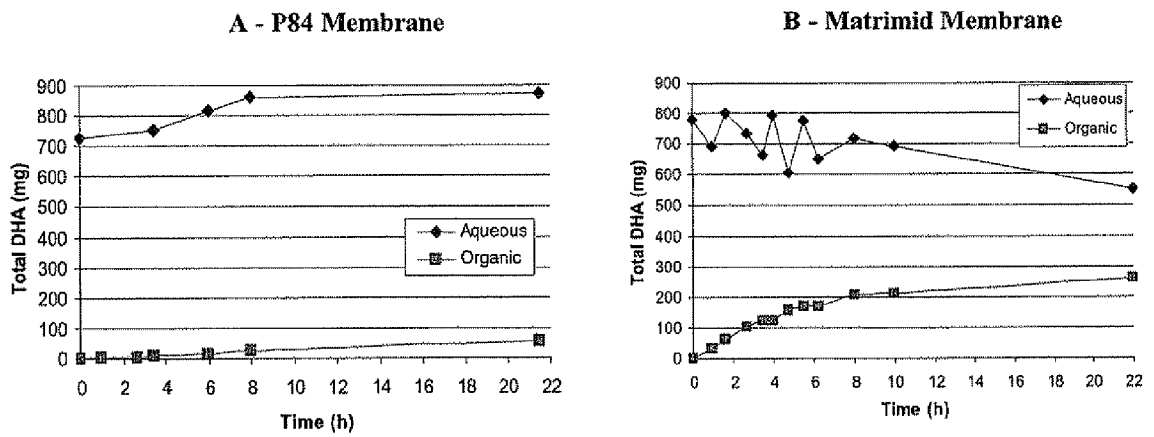 A - P84 Membrane
900
800
700
600
500
400
300
200
100
0
Total DHA (mg)
Aqueous
Organic
0 2 4 6 8 10 12 14 16 18 20 22
Time (h)
B - Matrimid Membrane
900
800
700
600
500
400
300
200
100
0
Total DHA (mg)
Aqueous
Organic
0 2 4 6 8 10 12 14 16 18 20 22
Time (h)